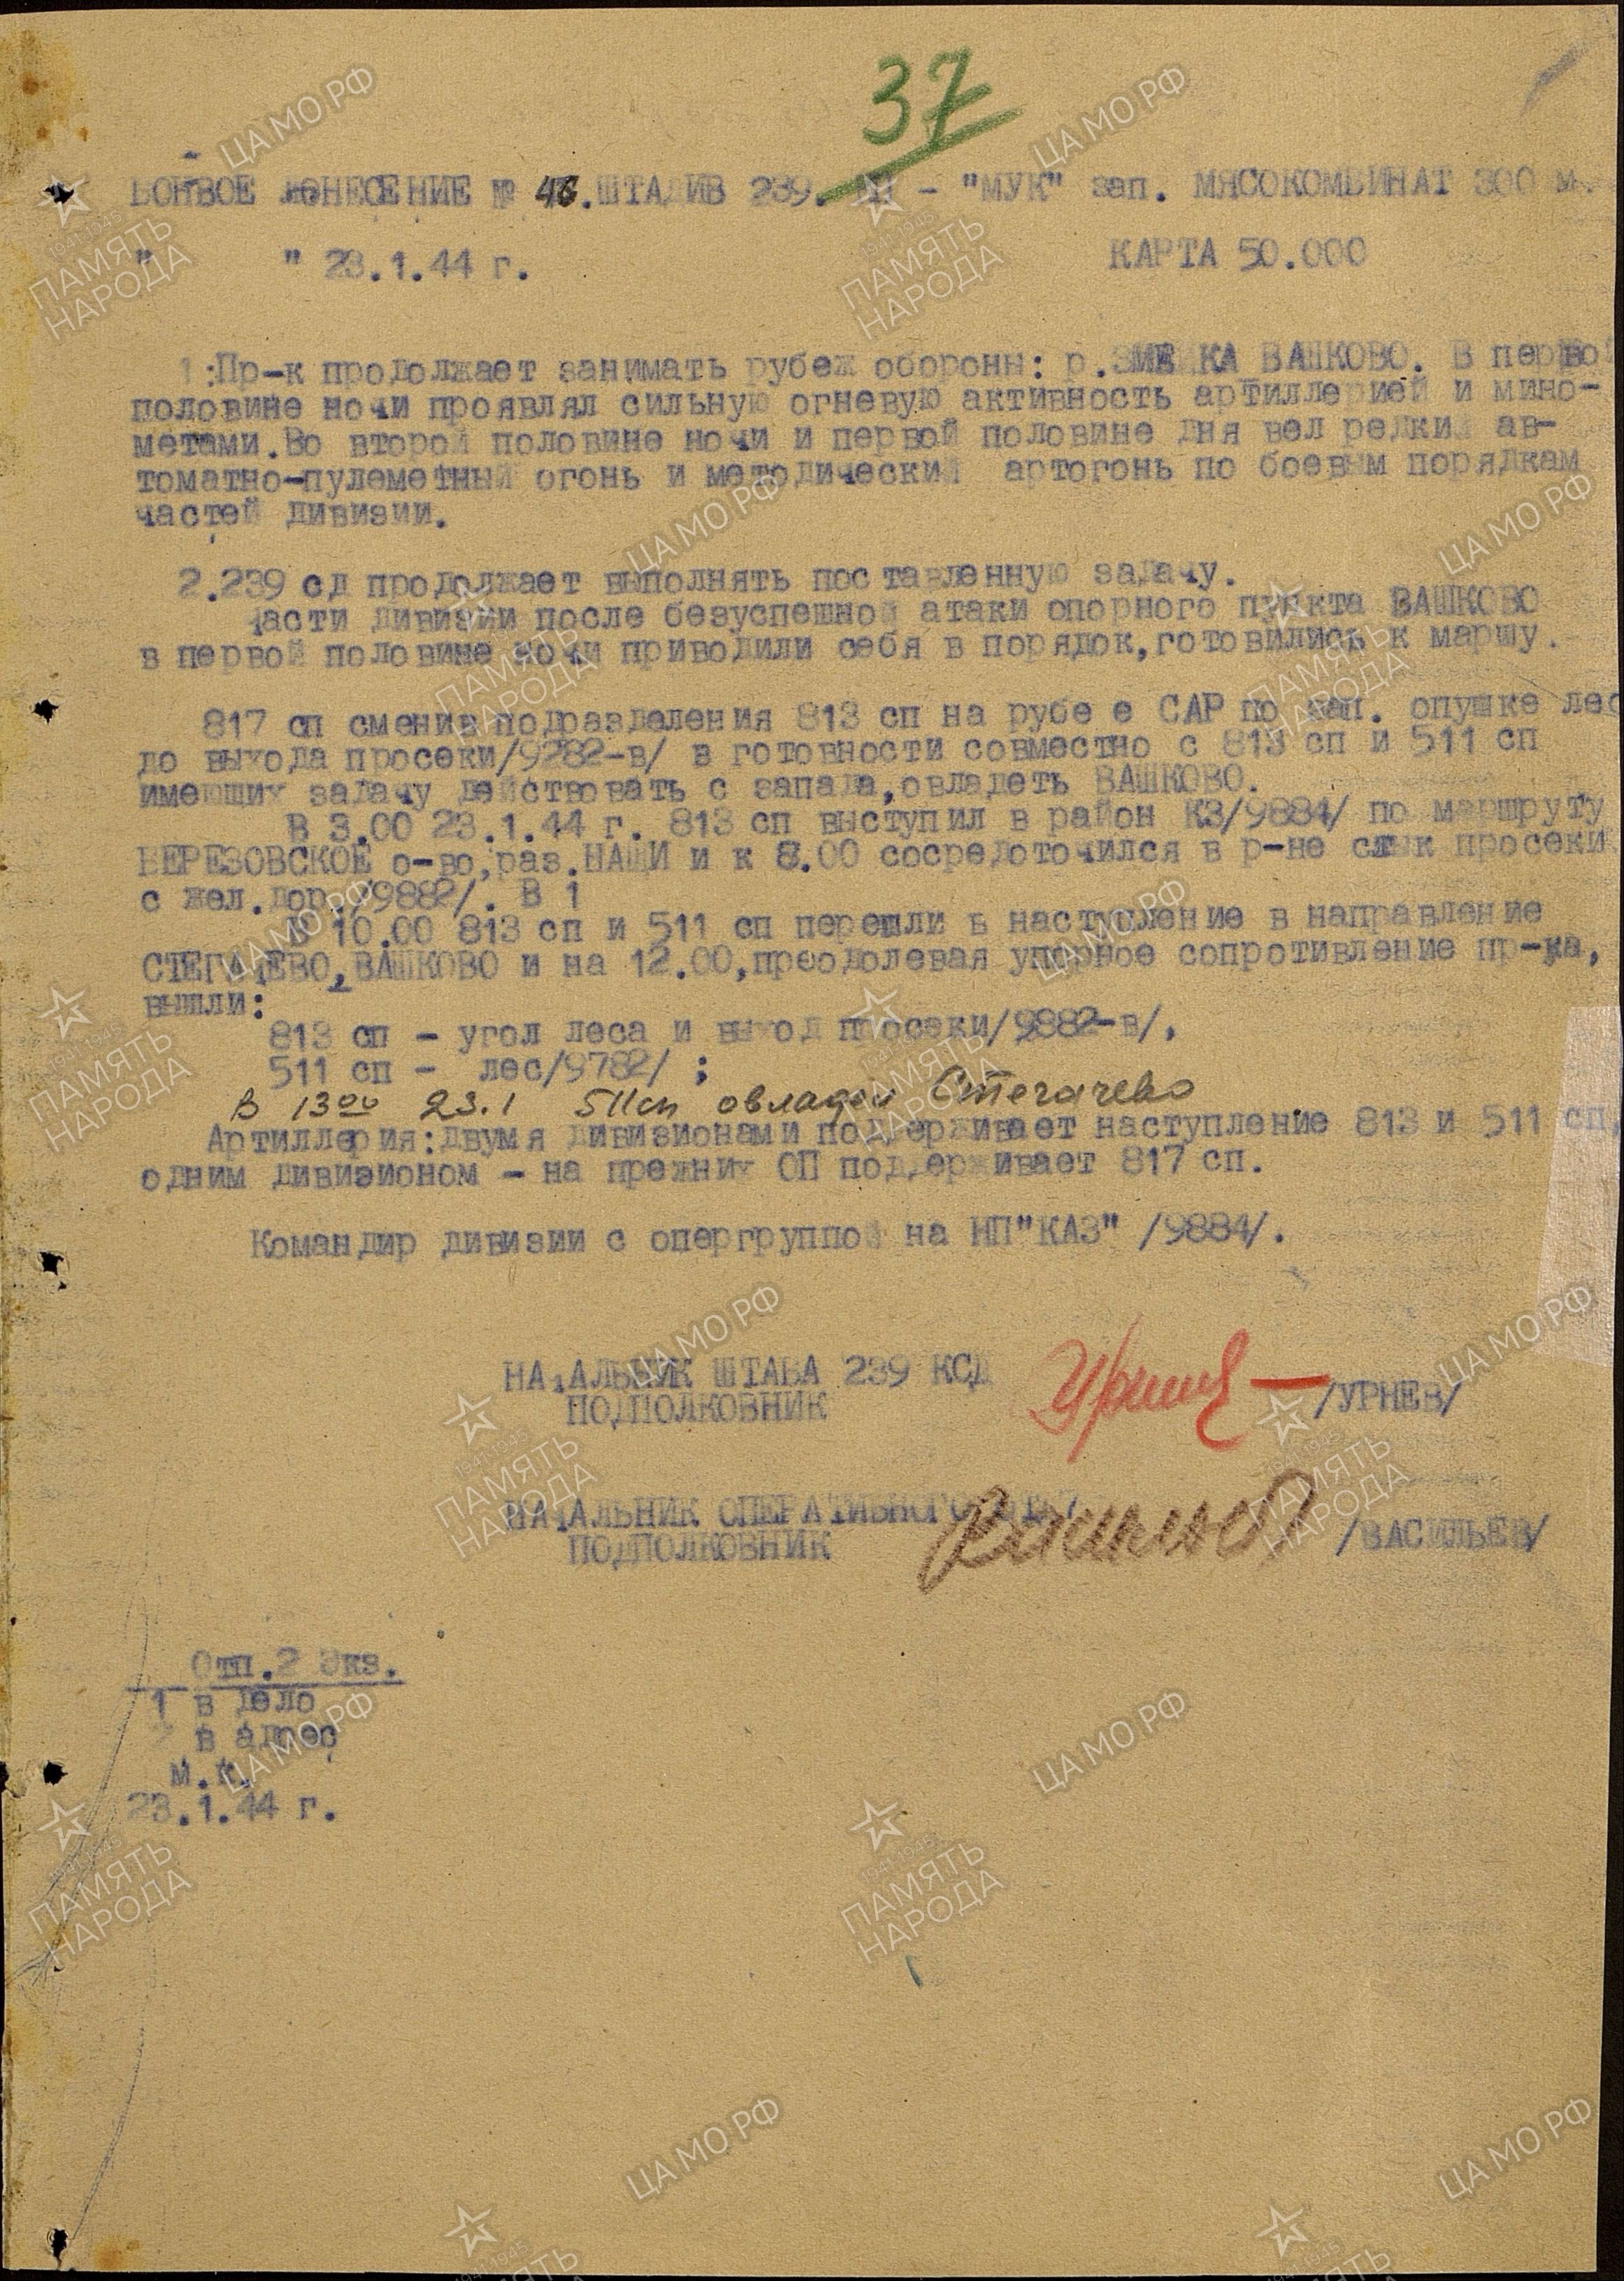 37
БОЕВОЕ ДОНЕСЕНИЕ № 46. ШТАДИВ 239. - "МУК" зап. МЯСОКОМБИНАТ 300 м.
" " 23.1.44 г. КАРТА 50.000
1:Пр-к продолжает занимать рубеж обороны: р. ВАШКОВО. В первой
половине ночи проявлял сильную огневую активность артиллерией и мино-
метами.Во второй половине ночи и первой половине дня вел редкий ав-
томатно-пулеметный огонь и методический артогонь по боевым порядкам
частей дивизии.
2.239 сд продолжает выполнять поставленную задачу.
Части дивизии после безуспешной атаки опорного пункта ВАШКОВО
в первой половине ночи приводили себя в порядок,готовились к маршу.
817 сп сменив подразделения 813 сп на рубеже САР по зап. опушке лес
до выхода просеки/9282-в/ в готовности совместно с 813 сп и 511 сп
имеющих задачу действовать с запада,овладеть ВАШКОВО.
В 3.00 23.1.44 г. 813 сп выступил в район КЗ/9884/ по маршруту
БЕРЕЗОВСКОЕ о-во,раз.НАЩИ и к 8.00 сосредоточился в р-не стык просеки
с жел.дор./9882/. В 1
В 10.00 813 сп и 511 сп перешли в наступление в направление
СТЕГАЧЕВО,ВАШКОВО и на 12.00,преодолевая упорное сопротивление пр-ка,
вышли:
813 сп - угол леса и выход просеки/9882-в/,
511 сп - лес/9782/ ;
В 13 00 23.1 511сп овладел Стегачево
Артиллерия:двумя дивизионами поддерживает наступление 813 и 511 сп,
одним дивизионом - на прежних ОП поддерживает 817 сп.
Командир дивизии с опергруппой на НП"КАЗ" /9884/.
НАЧАЛЬНИК ШТАБА 239 КСД
ПОДПОЛКОВНИК /УРНЕВ/
НАЧАЛЬНИК ОПЕРАТИВНОГО
ПОДПОЛКОВНИК /ВАСИЛЬЕВ/
Отп.2 экз.
1 в дело
2 в адрес
м.к.
23.1.44 г.